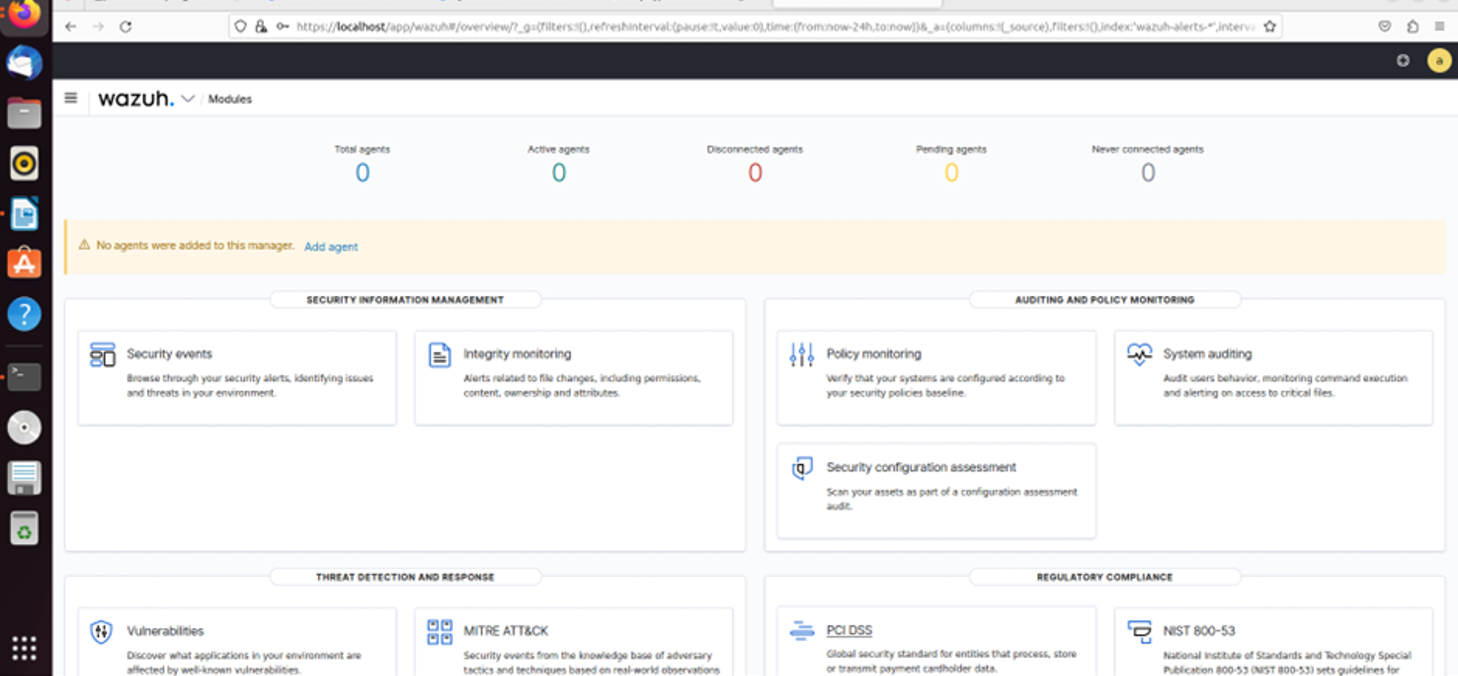 https://localhost/app/wazuh#/overview/?_g=(filters:!(),refreshInterval:(pause:!t,value:0),time:(from:now-24h,to:now))&_a=(columns:!(_source),filters:!(),index:'wazuh-alerts-*',interva
a
wazuh. / Modules
Total agents Active agents Disconnected agents Pending agents Never connected agents
0 0 0 0 0
No agents were added to this manager. Add agent
SECURITY INFORMATION MANAGEMENT
Security events
Browse through your security alerts, identifying issues
and threats in your environment.
Integrity monitoring
Alerts related to file changes, including permissions,
content, ownership and attributes.
AUDITING AND POLICY MONITORING
Policy monitoring
Verify that your systems are configured according to
your security policies baseline.
System auditing
Audit users behavior, monitoring command execution
and alerting on access to critical files.
Security configuration assessment
Scan your assets as part of a configuration assessment
audit.
THREAT DETECTION AND RESPONSE
Vulnerabilities
Discover what applications in your environment are
affected by well-known vulnerabilities.
MITRE ATT&CK
Security events from the knowledge base of adversary
tactics and techniques based on real-world observations
REGULATORY COMPLIANCE
PCI DSS
Global security standard for entities that process, store
or transmit payment cardholder data.
NIST 800-53
National Institute of Standards and Technology Special
Publication 800-53 (NIST 800-53) sets guidelines for